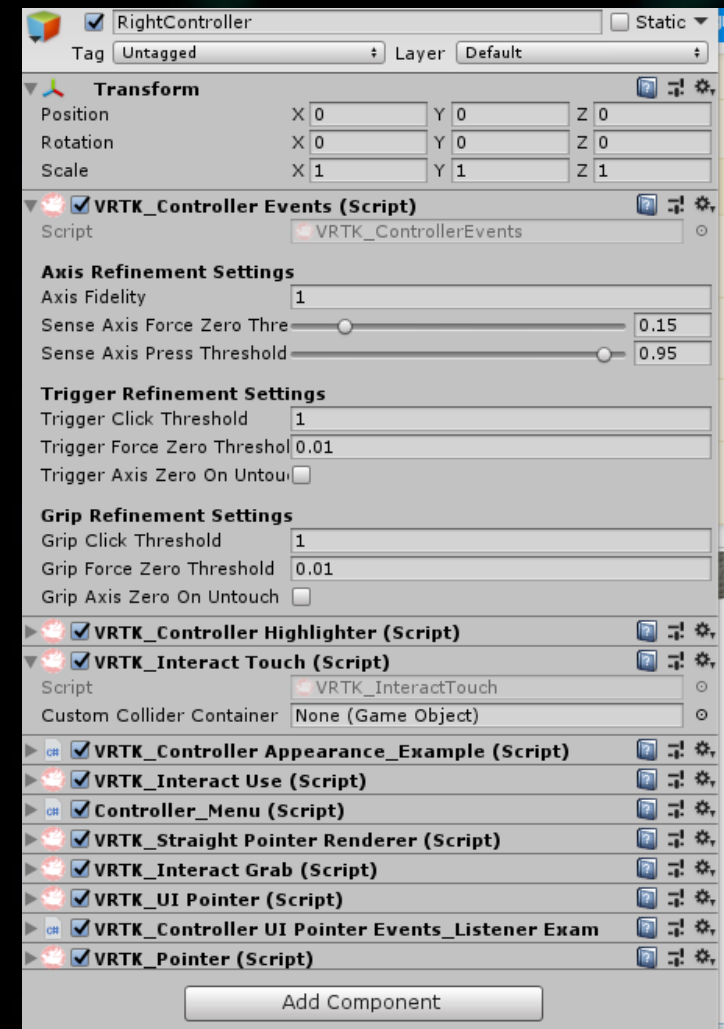 RightController Static
Tag Untagged Layer Default
Transform
Position X 0 Y 0 Z 0
Rotation X 0 Y 0 Z 0
Scale X 1 Y 1 Z 1
VRTK_Controller Events (Script)
Script VRTK_ControllerEvents
Axis Refinement Settings
Axis Fidelity 1
Sense Axis Force Zero Thre 0.15
Sense Axis Press Threshold 0.95
Trigger Refinement Settings
Trigger Click Threshold 1
Trigger Force Zero Threshol 0.01
Trigger Axis Zero On Untou
Grip Refinement Settings
Grip Click Threshold 1
Grip Force Zero Threshold 0.01
Grip Axis Zero On Untouch
VRTK_Controller Highlighter (Script)
VRTK_Interact Touch (Script)
Script VRTK_InteractTouch
Custom Collider Container None (Game Object)
c# VRTK_Controller Appearance_Example (Script)
VRTK_Interact Use (Script)
c# Controller_Menu (Script)
VRTK_Straight Pointer Renderer (Script)
VRTK_Interact Grab (Script)
VRTK_UI Pointer (Script)
c# VRTK_Controller UI Pointer Events_Listener Exam
VRTK_Pointer (Script)
Add Component